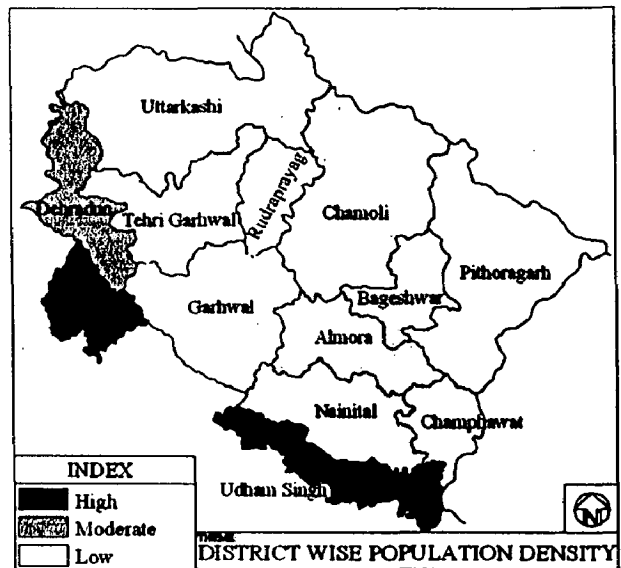 Uttarkashi
Dehradun
Tehri Garhwal
Rudraprayag
Chamoli
Pithoragarh
Garhwal
Bageshwar
Almora
Nainital
Champhawat
Udham Singh
INDEX
High
Moderate
Low
N
THEME
DISTRICT WISE POPULATION DENSITY